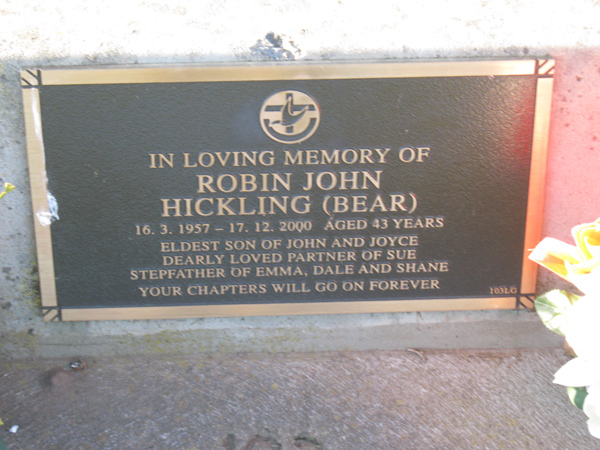 IN LOVING MEMORY OF
ROBIN JOHN
HICKLING (BEAR)
16. 3. 1957 – 17. 12. 2000 AGED 43 YEARS
ELDEST SON OF JOHN AND JOYCE
DEARLY LOVED PARTNER OF SUE
STEPFATHER OF EMMA, DALE AND SHANE
YOUR CHAPTERS WILL GO ON FOREVER
103LG